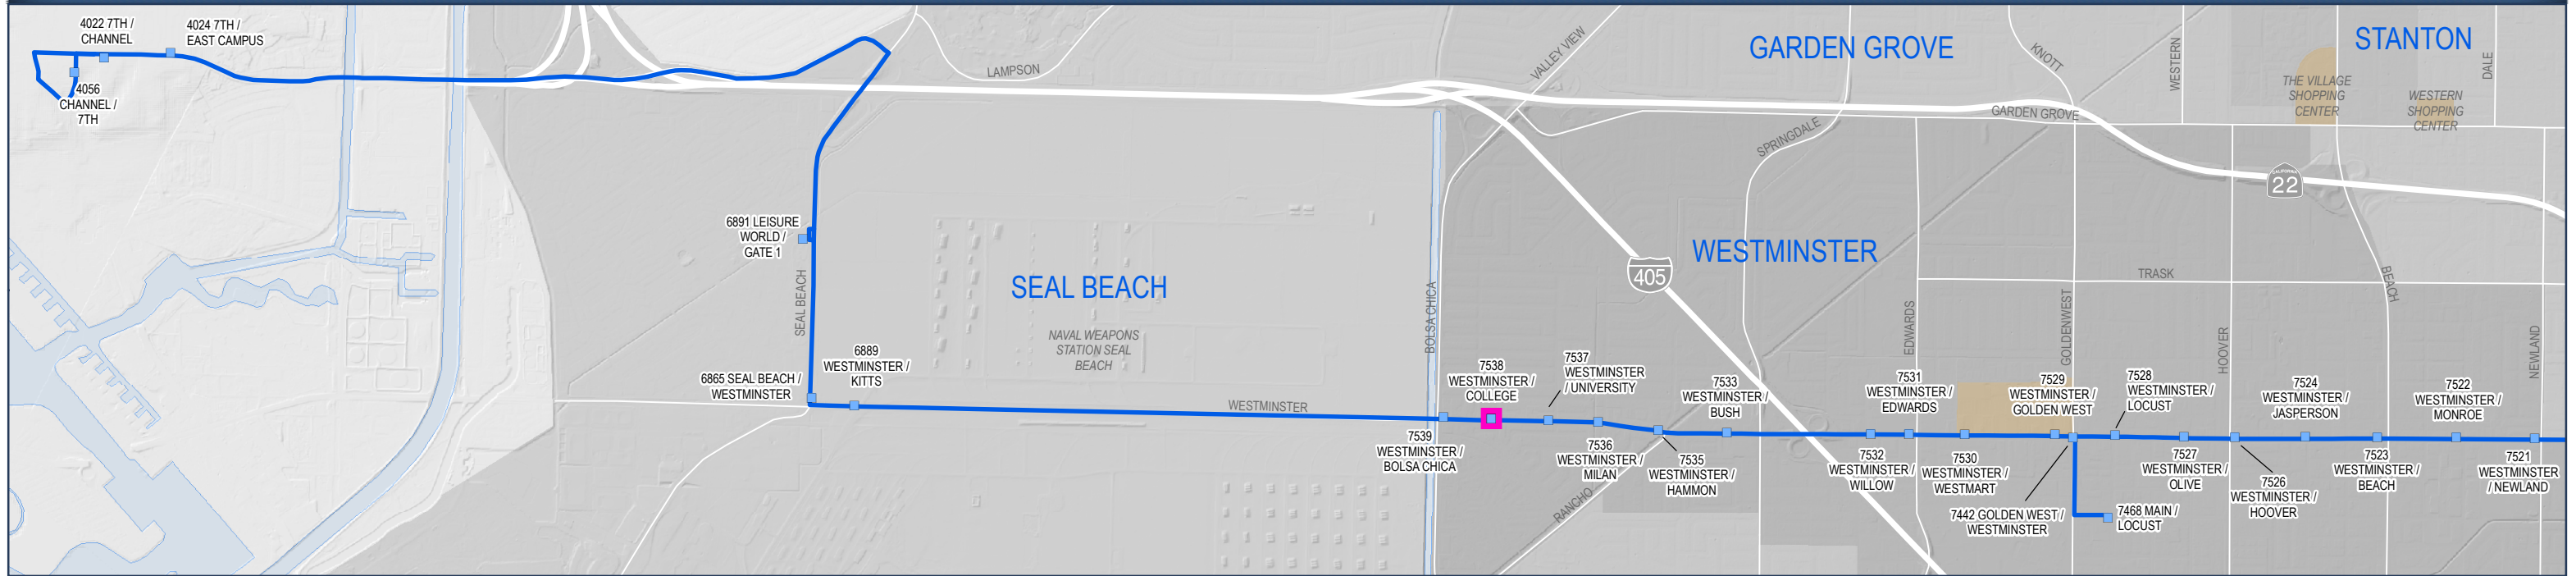 4022 7TH /
CHANNEL
4024 7TH /
EAST CAMPUS
4056
CHANNEL /
7TH
LAMPSON
VALLEY VIEW
GARDEN GROVE
KNOTT
WESTERN
STANTON
DALE
THE VILLAGE
SHOPPING
CENTER
WESTERN
SHOPPING
CENTER
GARDEN GROVE
SPRINGDALE
CALIFORNIA
22
6891 LEISURE
WORLD /
GATE 1
SEAL BEACH
SEAL BEACH
NAVAL WEAPONS
STATION SEAL
BEACH
BOLSA CHICA
405
WESTMINSTER
TRASK
BEACH
EDWARDS
GOLDENWEST
HOOVER
NEWLAND
6865 SEAL BEACH /
WESTMINSTER
6889
WESTMINSTER /
KITTS
WESTMINSTER
7538
WESTMINSTER /
COLLEGE
7537
WESTMINSTER
/ UNIVERSITY
7533
WESTMINSTER /
BUSH
7531
WESTMINSTER /
EDWARDS
7529
WESTMINSTER /
GOLDEN WEST
7528
WESTMINSTER /
LOCUST
7524
WESTMINSTER /
JASPERSON
7522
WESTMINSTER /
MONROE
7539
WESTMINSTER /
BOLSA CHICA
7536
WESTMINSTER /
MILAN
7535
WESTMINSTER /
HAMMON
RANCHO
7532
WESTMINSTER /
WILLOW
7530
WESTMINSTER /
WESTMART
7442 GOLDEN WEST /
WESTMINSTER
7468 MAIN /
LOCUST
7527
WESTMINSTER /
OLIVE
7526
WESTMINSTER /
HOOVER
7523
WESTMINSTER /
BEACH
7521
WESTMINSTER
/ NEWLAND